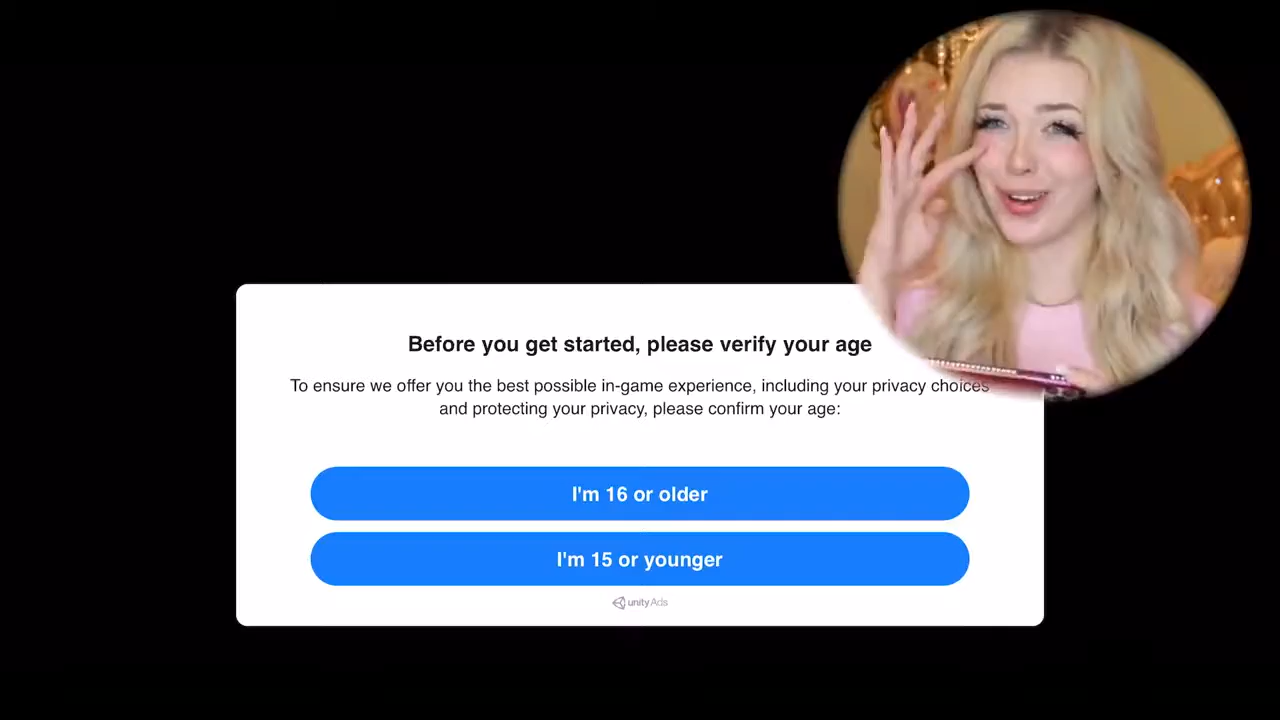 Before you get started, please verify your age
To ensure we offer you the best possible in-game experience, including your privacy choices
and protecting your privacy, please confirm your age:
I'm 16 or older
I'm 15 or younger
unity Ads